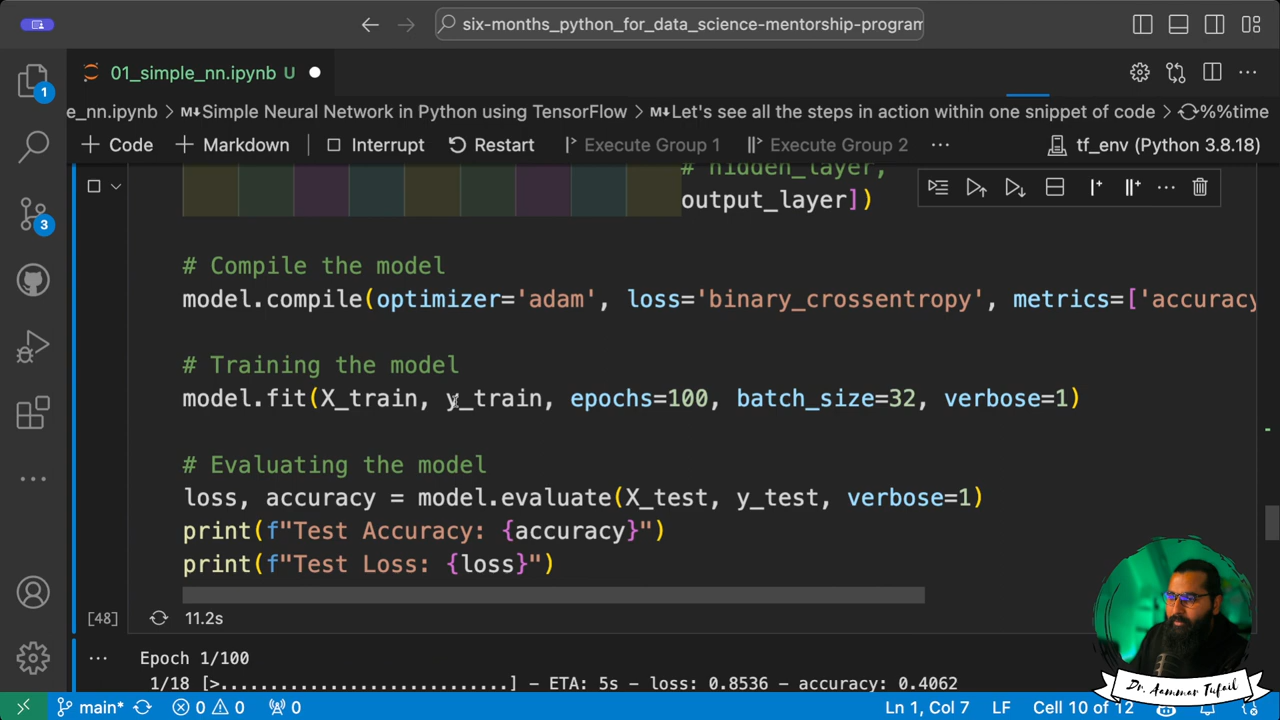 six-months_python_for_data_science-mentorship-program
01_simple_nn.ipynb U
_nn.ipynb > Simple Neural Network in Python using TensorFlow > Let's see all the steps in action within one snippet of code > %%time
+ Code + Markdown Interrupt Restart Execute Group 1 Execute Group 2 ... tf_env (Python 3.8.18)
# hidden_layer,
output_layer])
# Compile the model
model.compile(optimizer='adam', loss='binary_crossentropy', metrics=['accuracy
# Training the model
model.fit(X_train, y_train, epochs=100, batch_size=32, verbose=1)
# Evaluating the model
loss, accuracy = model.evaluate(X_test, y_test, verbose=1)
print(f"Test Accuracy: {accuracy}")
print(f"Test Loss: {loss}")
[48] 11.2s
... Epoch 1/100
1/18 [>..............................] - ETA: 5s - loss: 0.8536 - accuracy: 0.4062
1
3
Dr. Aammar Tufail
main* 0 0 0 Ln 1, Col 7 LF Cell 10 of 12